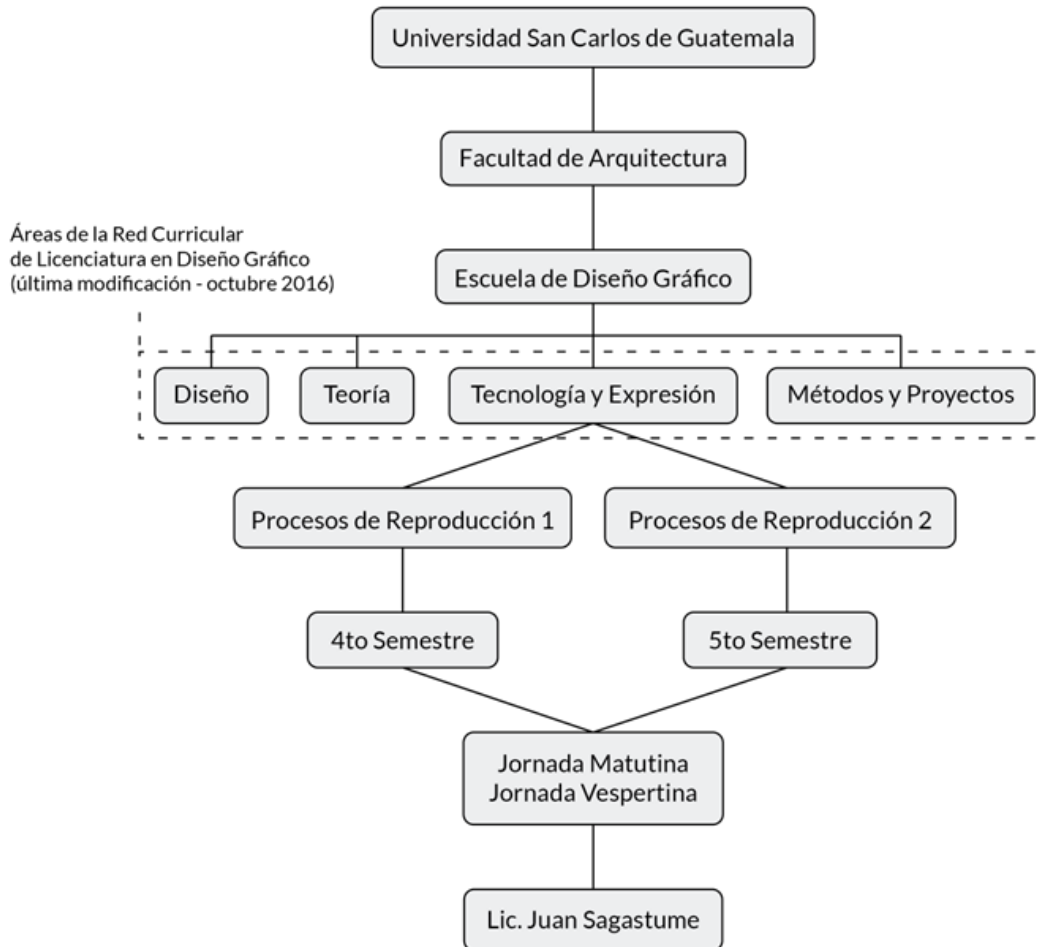 Universidad San Carlos de Guatemala
Facultad de Arquitectura
Áreas de la Red Curricular
de Licenciatura en Diseño Gráfico
(última modificación - octubre 2016)
Escuela de Diseño Gráfico
Diseño
Teoría
Tecnología y Expresión
Métodos y Proyectos
Procesos de Reproducción 1
Procesos de Reproducción 2
4to Semestre
5to Semestre
Jornada Matutina
Jornada Vespertina
Lic. Juan Sagastume